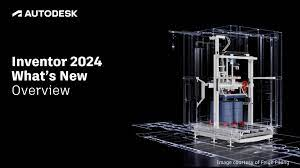 AUTODESK
Inventor 2024
What's New
Overview
Image courtesy of